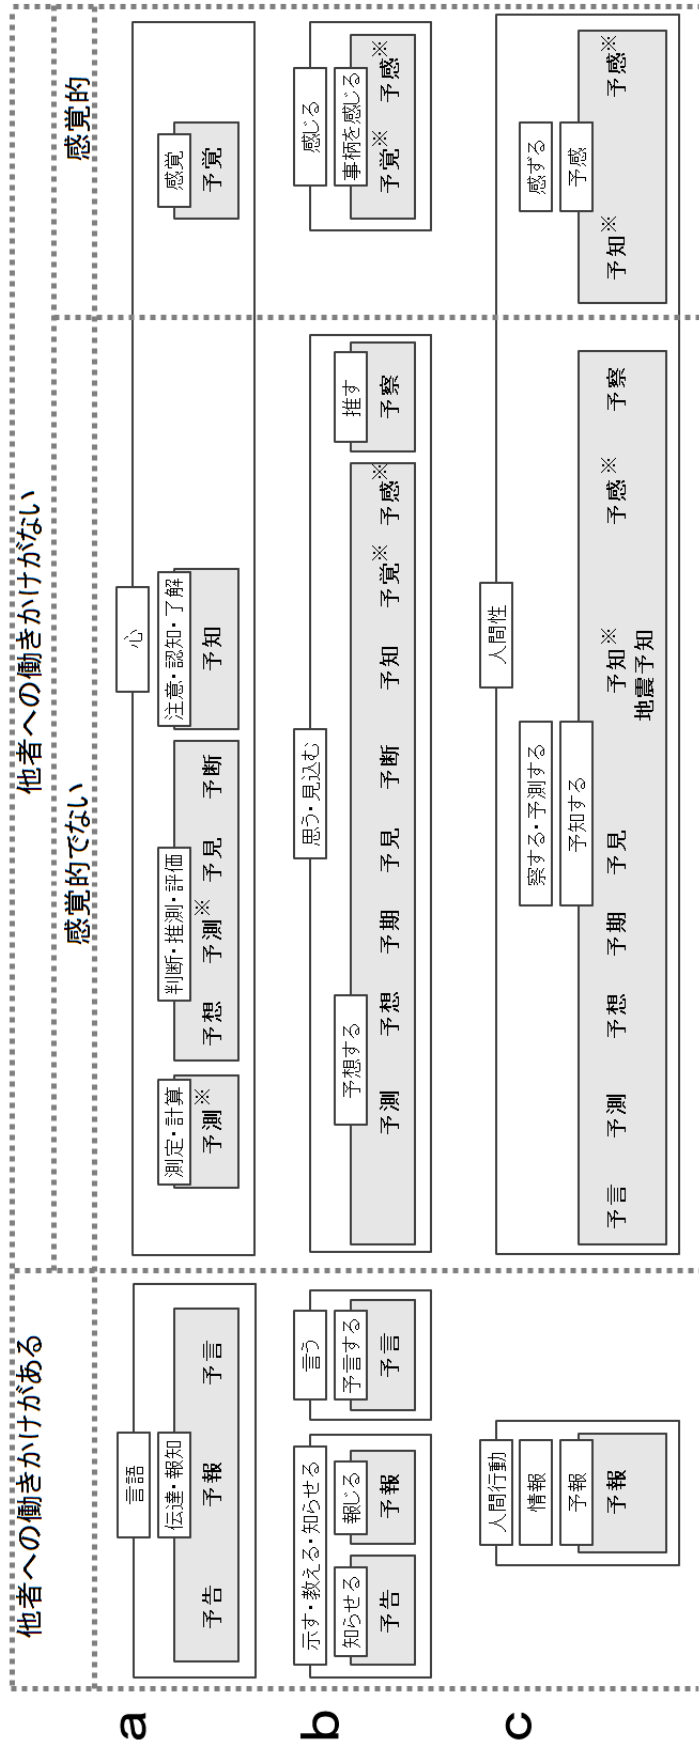 他者への働きかけがある
他者への働きかけがない
感覚的でない
感覚的
a
言語
伝達・報知
予告 予報 予言
心
測定・計算
予測※
判断・推測・評価
予想 予測※ 予見 予断
注意・認知・了解
予知
感覚
予覚
b
示す・教える・知らせる
知らせる
予告
報じる
予報
言う
予言する
予言
思う・見込む
予想する
予測 予想 予期 予見 予断 予知 予覚※ 予感※
推す
予察
感じる
事柄を感じる
予覚※ 予感※
c
人間行動
情報
予報
予報
人間性
察する・予測する
予知する
予言 予測 予想 予期 予見 予知※ 予感※ 予察
地震予知
感ずる
予感
予知※ 予感※